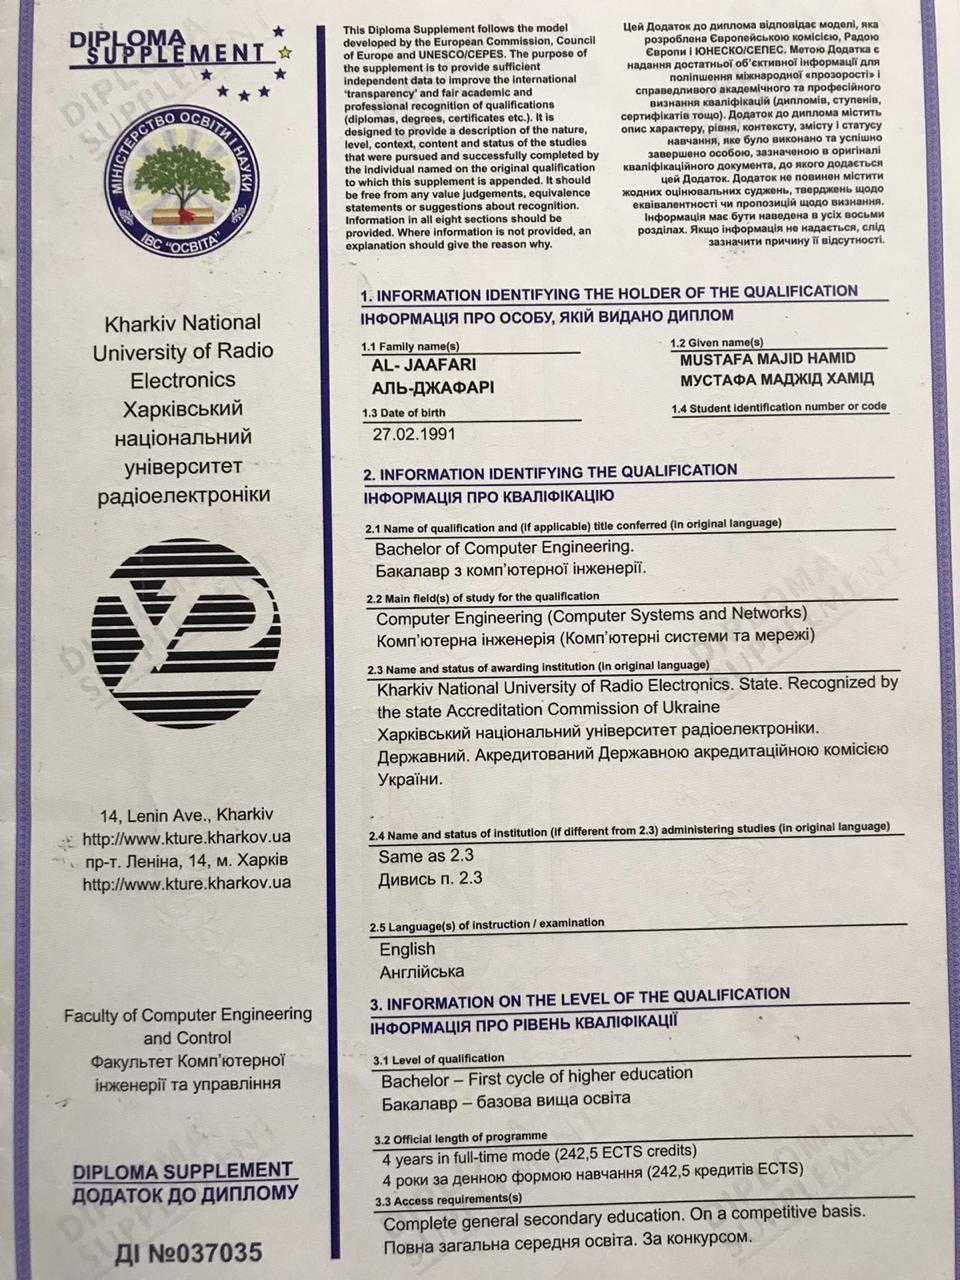 DIPLOMA
SUPPLEMENT
МІНІСТЕРСТВО ОСВІТИ І НАУКИ
ІВС "ОСВІТА"
Kharkiv National
University of Radio
Electronics
Харківський
національний
університет
радіоелектроніки
14, Lenin Ave., Kharkiv
http://www.kture.kharkov.ua
пр-т. Леніна, 14, м. Харків
http://www.kture.kharkov.ua
Faculty of Computer Engineering
and Control
Факультет Комп'ютерної
інженерії та управління
DIPLOMA SUPPLEMENT
ДОДАТОК ДО ДИПЛОМУ
ДІ №037035
This Diploma Supplement follows the model
developed by the European Commission, Council
of Europe and UNESCO/CEPES. The purpose of
the supplement is to provide sufficient
independent data to improve the international
'transparency' and fair academic and
professional recognition of qualifications
(diplomas, degrees, certificates etc.). It is
designed to provide a description of the nature,
level, context, content and status of the studies
that were pursued and successfully completed by
the individual named on the original qualification
to which this supplement is appended. It should
be free from any value judgements, equivalence
statements or suggestions about recognition.
Information in all eight sections should be
provided. Where information is not provided, an
explanation should give the reason why.
Цей Додаток до диплома відповідає моделі, яка
розроблена Європейською комісією, Радою
Європи і ЮНЕСКО/СЕПЕС. Метою Додатка є
надання достатньої об'єктивної інформації для
поліпшення міжнародної «прозорості» і
справедливого академічного та професійного
визнання кваліфікацій (дипломів, ступенів,
сертифікатів тощо). Додаток до диплома містить
опис характеру, рівня, контексту, змісту і статусу
навчання, яке було виконано та успішно
завершено особою, зазначеною в оригіналі
кваліфікаційного документа, до якого додається
цей Додаток. Додаток не повинен містити
жодних оцінювальних суджень, тверджень щодо
еквівалентності чи пропозицій щодо визнання.
Інформація має бути наведена в усіх восьми
розділах. Якщо інформація не надається, слід
зазначити причину її відсутності.
1. INFORMATION IDENTIFYING THE HOLDER OF THE QUALIFICATION
ІНФОРМАЦІЯ ПРО ОСОБУ, ЯКІЙ ВИДАНО ДИПЛОМ
1.1 Family name(s)
AL- JAAFARI
АЛЬ-ДЖАФАРІ
1.2 Given name(s)
MUSTAFA MAJID HAMID
МУСТАФА МАДЖІД ХАМІД
1.3 Date of birth
27.02.1991
1.4 Student identification number or code
2. INFORMATION IDENTIFYING THE QUALIFICATION
ІНФОРМАЦІЯ ПРО КВАЛІФІКАЦІЮ
2.1 Name of qualification and (if applicable) title conferred (in original language)
Bachelor of Computer Engineering.
Бакалавр з комп'ютерної інженерії.
2.2 Main field(s) of study for the qualification
Computer Engineering (Computer Systems and Networks)
Комп'ютерна інженерія (Комп'ютерні системи та мережі)
2.3 Name and status of awarding institution (in original language)
Kharkiv National University of Radio Electronics. State. Recognized by
the state Accreditation Commission of Ukraine
Харківський національний університет радіоелектроніки.
Державний. Акредитований Державною акредитаційною комісією
України.
2.4 Name and status of institution (if different from 2.3) administering studies (in original language)
Same as 2.3
Дивись п. 2.3
2.5 Language(s) of instruction / examination
English
Англійська
3. INFORMATION ON THE LEVEL OF THE QUALIFICATION
ІНФОРМАЦІЯ ПРО РІВЕНЬ КВАЛІФІКАЦІЇ
3.1 Level of qualification
Bachelor – First cycle of higher education
Бакалавр – базова вища освіта
3.2 Official length of programme
4 years in full-time mode (242,5 ECTS credits)
4 роки за денною формою навчання (242,5 кредитів ECTS)
3.3 Access requirements(s)
Complete general secondary education. On a competitive basis.
Повна загальна середня освіта. За конкурсом.